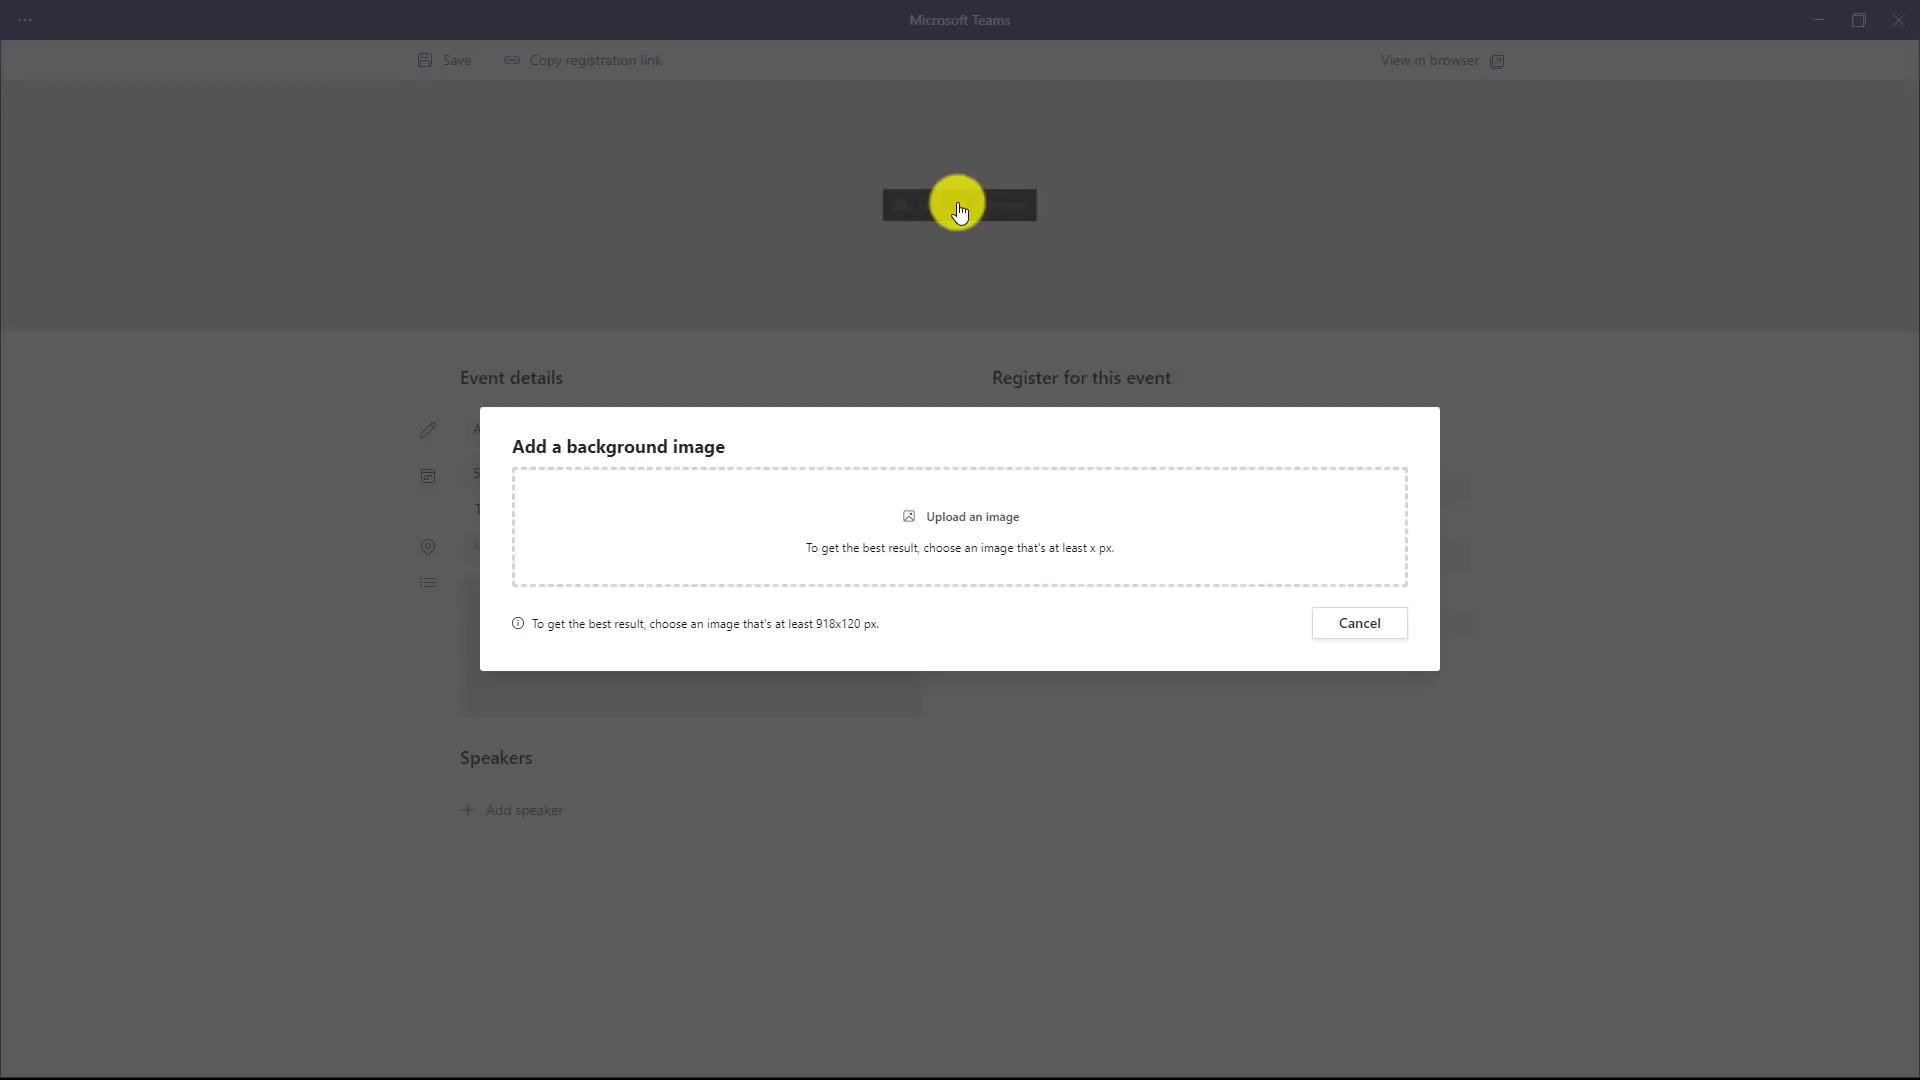 Microsoft Teams
Save
Copy registration link
View in browser
Event details
Register for this event
Add a background image
Upload an image
To get the best result, choose an image that's at least x px.
To get the best result, choose an image that's at least 918x120 px.
Cancel
Speakers
Add speaker